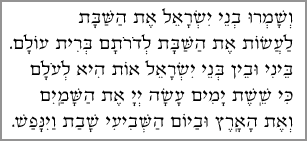 וְשָׁמְרוּ בְנֵי יִשְׂרָאֵל אֶת הַשַּׁבָּת
לַעֲשׂוֹת אֶת הַשַּׁבָּת לְדֹרֹתָם בְּרִית עוֹלָם.
בֵּינִי וּבֵין בְּנֵי יִשְׂרָאֵל אוֹת הִיא לְעֹלָם
כִּי שֵׁשֶׁת יָמִים עָשָׂה יְיָ אֶת הַשָּׁמַיִם
וְאֶת הָאָרֶץ וּבַיּוֹם הַשְּׁבִיעִי שָׁבַת וַיִּנָּפַשׁ.